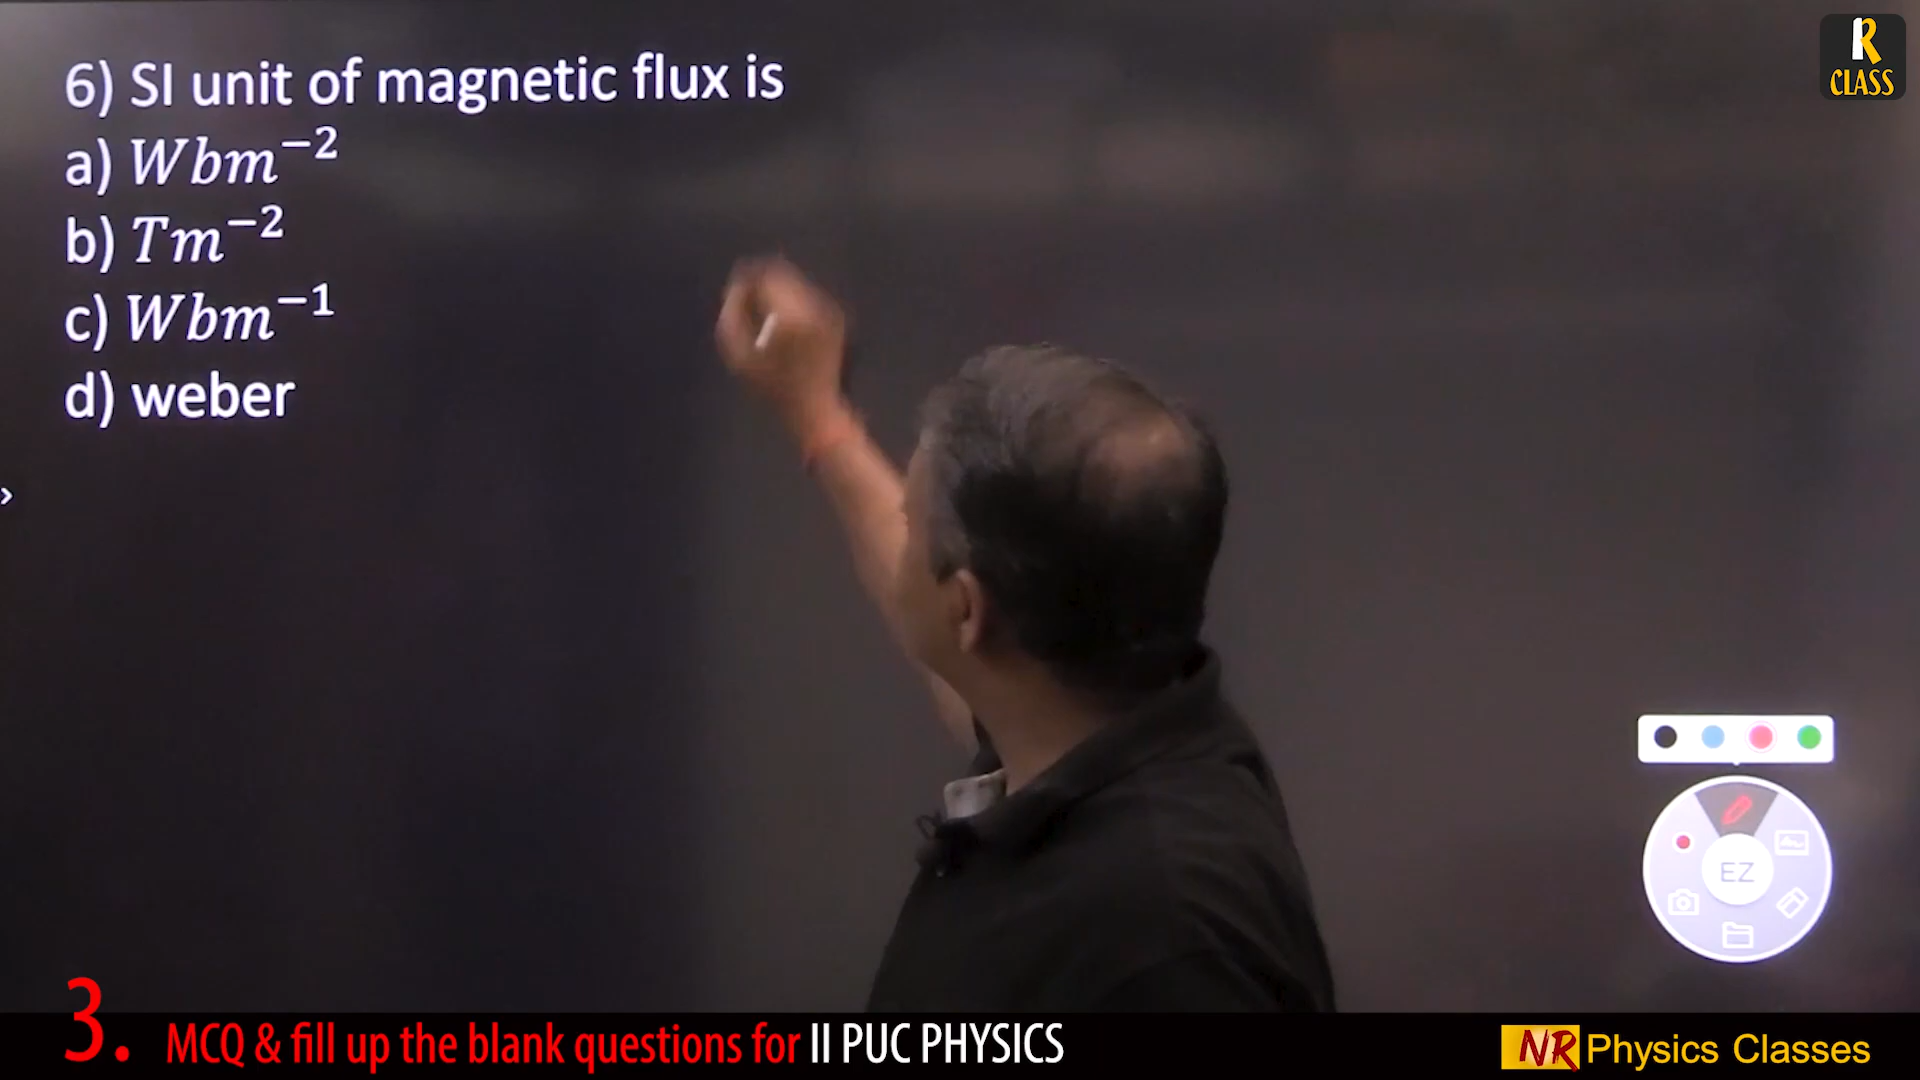 R
CLASS
6) SI unit of magnetic flux is
a) Wbm⁻²
b) Tm⁻²
c) Wbm⁻¹
d) weber
›
EZ
3. MCQ & fill up the blank questions for II PUC PHYSICS
NR Physics Classes